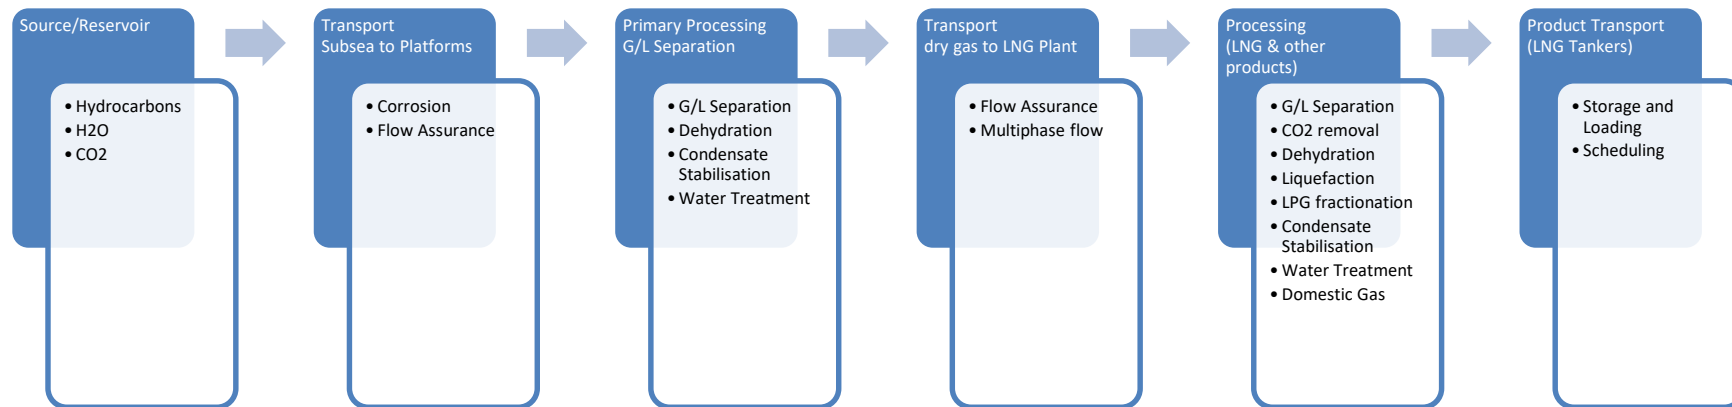 Source/Reservoir
• Hydrocarbons
• H2O
• CO2
Transport
Subsea to Platforms
• Corrosion
• Flow Assurance
Primary Processing
G/L Separation
• G/L Separation
• Dehydration
• Condensate
Stabilisation
• Water Treatment
Transport
dry gas to LNG Plant
• Flow Assurance
• Multiphase flow
Processing
(LNG & other
products)
• G/L Separation
• CO2 removal
• Dehydration
• Liquefaction
• LPG fractionation
• Condensate
Stabilisation
• Water Treatment
• Domestic Gas
Product Transport
(LNG Tankers)
• Storage and
Loading
• Scheduling